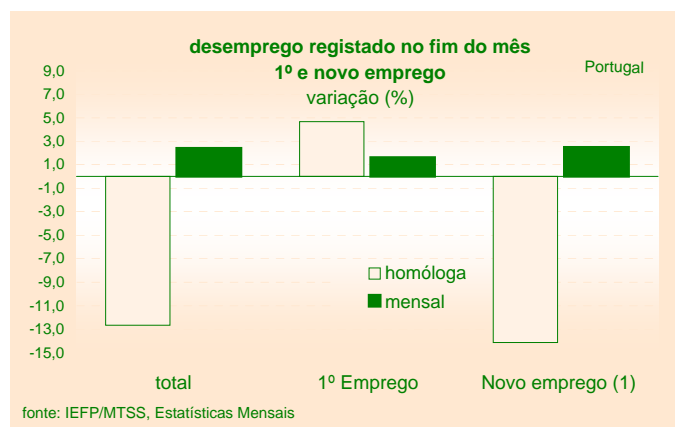 desemprego registado no fim do mês
1º e novo emprego
variação (%)
Portugal
9,0
7,0
5,0
3,0
1,0
-1,0
-3,0
-5,0
-7,0
-9,0
-11,0
-13,0
-15,0
homóloga
mensal
total
1º Emprego
Novo emprego (1)
fonte: IEFP/MTSS, Estatísticas Mensais